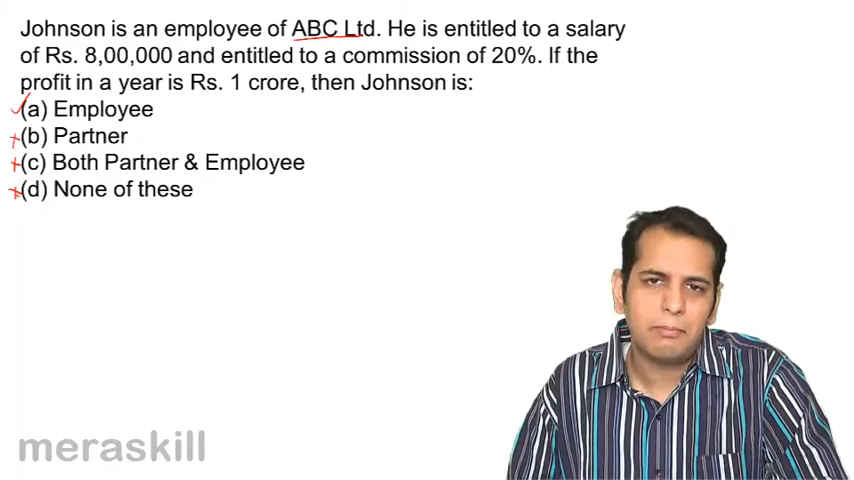 Johnson is an employee of ABC Ltd. He is entitled to a salary
of Rs. 8,00,000 and entitled to a commission of 20%. If the
profit in a year is Rs. 1 crore, then Johnson is:
(a) Employee
(b) Partner
(c) Both Partner & Employee
(d) None of these
meraskill